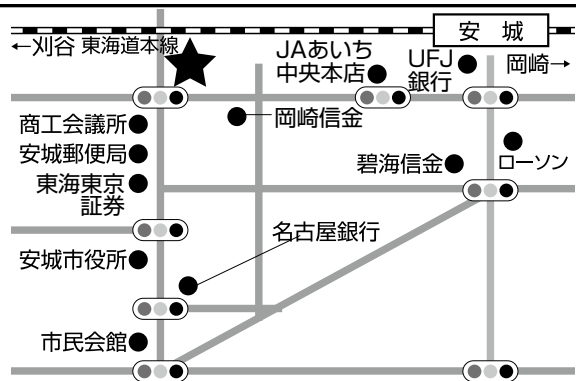 安 城
←刈谷 東海道本線
JAあいち
中央本店
UFJ
銀行
岡崎→
商工会議所
岡崎信金
安城郵便局
碧海信金
ローソン
東海東京
証券
名古屋銀行
安城市役所
市民会館